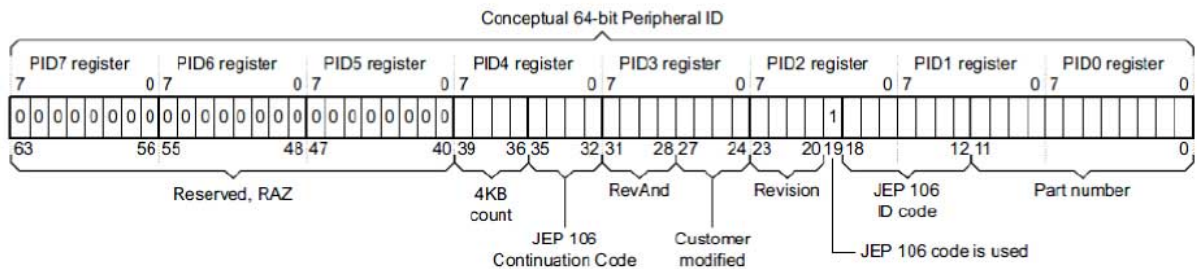 Conceptual 64-bit Peripheral ID
PID7 register PID6 register PID5 register PID4 register PID3 register PID2 register PID1 register PID0 register
7 0 7 0 7 0 7 0 7 0 7 0 7 0 7 0
0 0 0 0 0 0 0 0 0 0 0 0 0 0 0 0 0 0 0 0 0 0 0 0 1
63 56 55 48 47 40 39 36 35 32 31 28 27 24 23 20 19 18 12 11 0
Reserved, RAZ 4KB RevAnd Revision JEP 106 Part number
count ID code
JEP 106 Customer JEP 106 code is used
Continuation Code modified